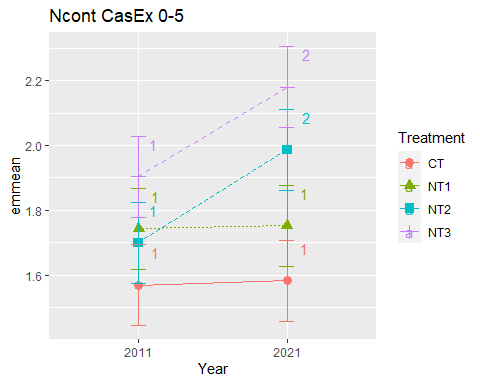 Ncont CasEx 0-5
emmean
2.2
2.0
1.8
1.6
1
1
1
1
2
2
1
1
2011
2021
Year
Treatment
a CT
a NT1
a NT2
a NT3